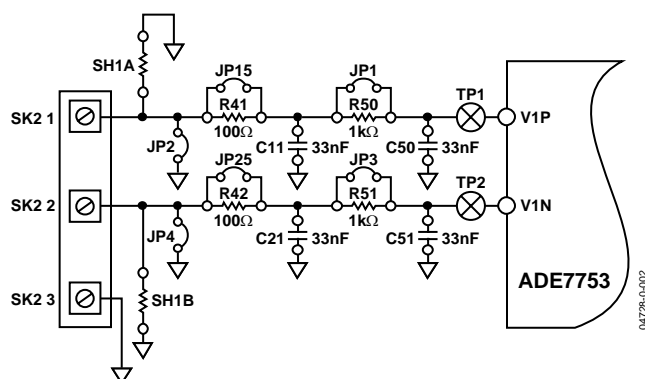 SH1A
JP15
JP1
TP1
SK2 1
R41
R50
V1P
100Ω
1kΩ
JP2
C11 33nF
C50 33nF
JP25
JP3
TP2
SK2 2
R42
R51
V1N
100Ω
1kΩ
JP4
C21 33nF
C51 33nF
SK2 3
SH1B
ADE7753
04728-0-002